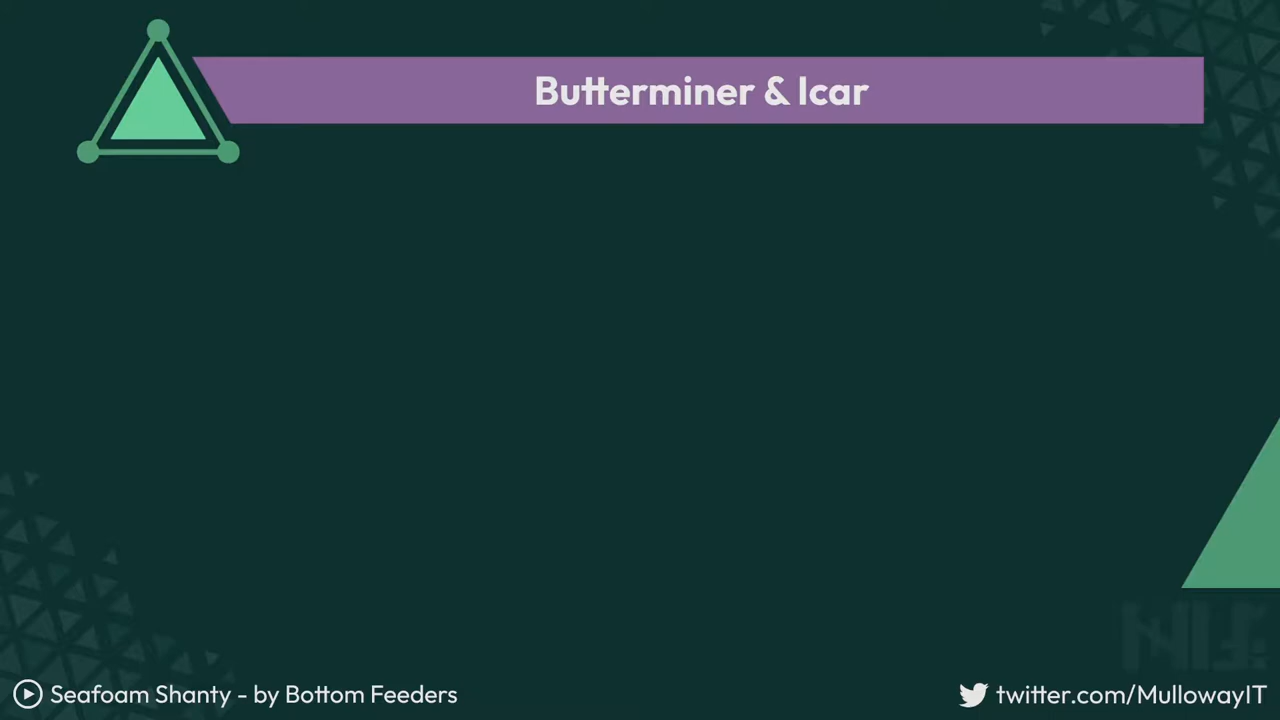 Butterminer & Icar
Seafoam Shanty - by Bottom Feeders
twitter.com/MullowayIT